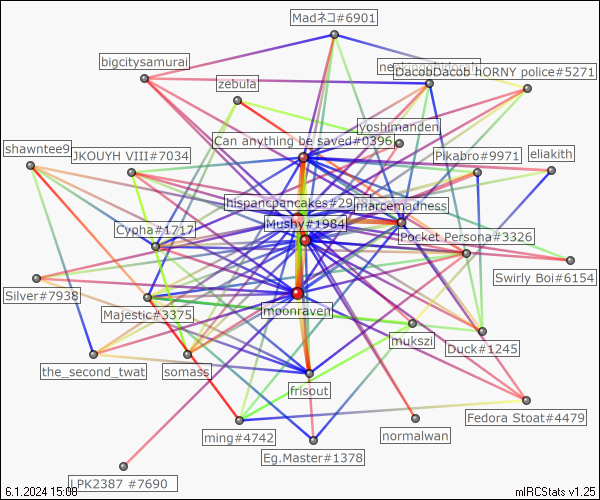 Madネコ#6901
bigcitysamurai
DacobDacob hORNY police#5271
zebula
yoshimanden
Can anything be saved#0396
shawntee9
JKOUYH VIII#7034
Pikabro#9971
eliakith
hispancpancakes#29
marcemadness
Mushy#1984
Cypha#1717
Pocket Persona#3326
Swirly Boi#6154
Silver#7938
Majestic#3375
moonraven
mukszi
Duck#1245
the_second_twat
somass
frisout
Fedora Stoat#4479
ming#4742
normalwan
Eg.Master#1378
LPK2387 #7690
6.1.2024 15:08
mIRCStats v1.25